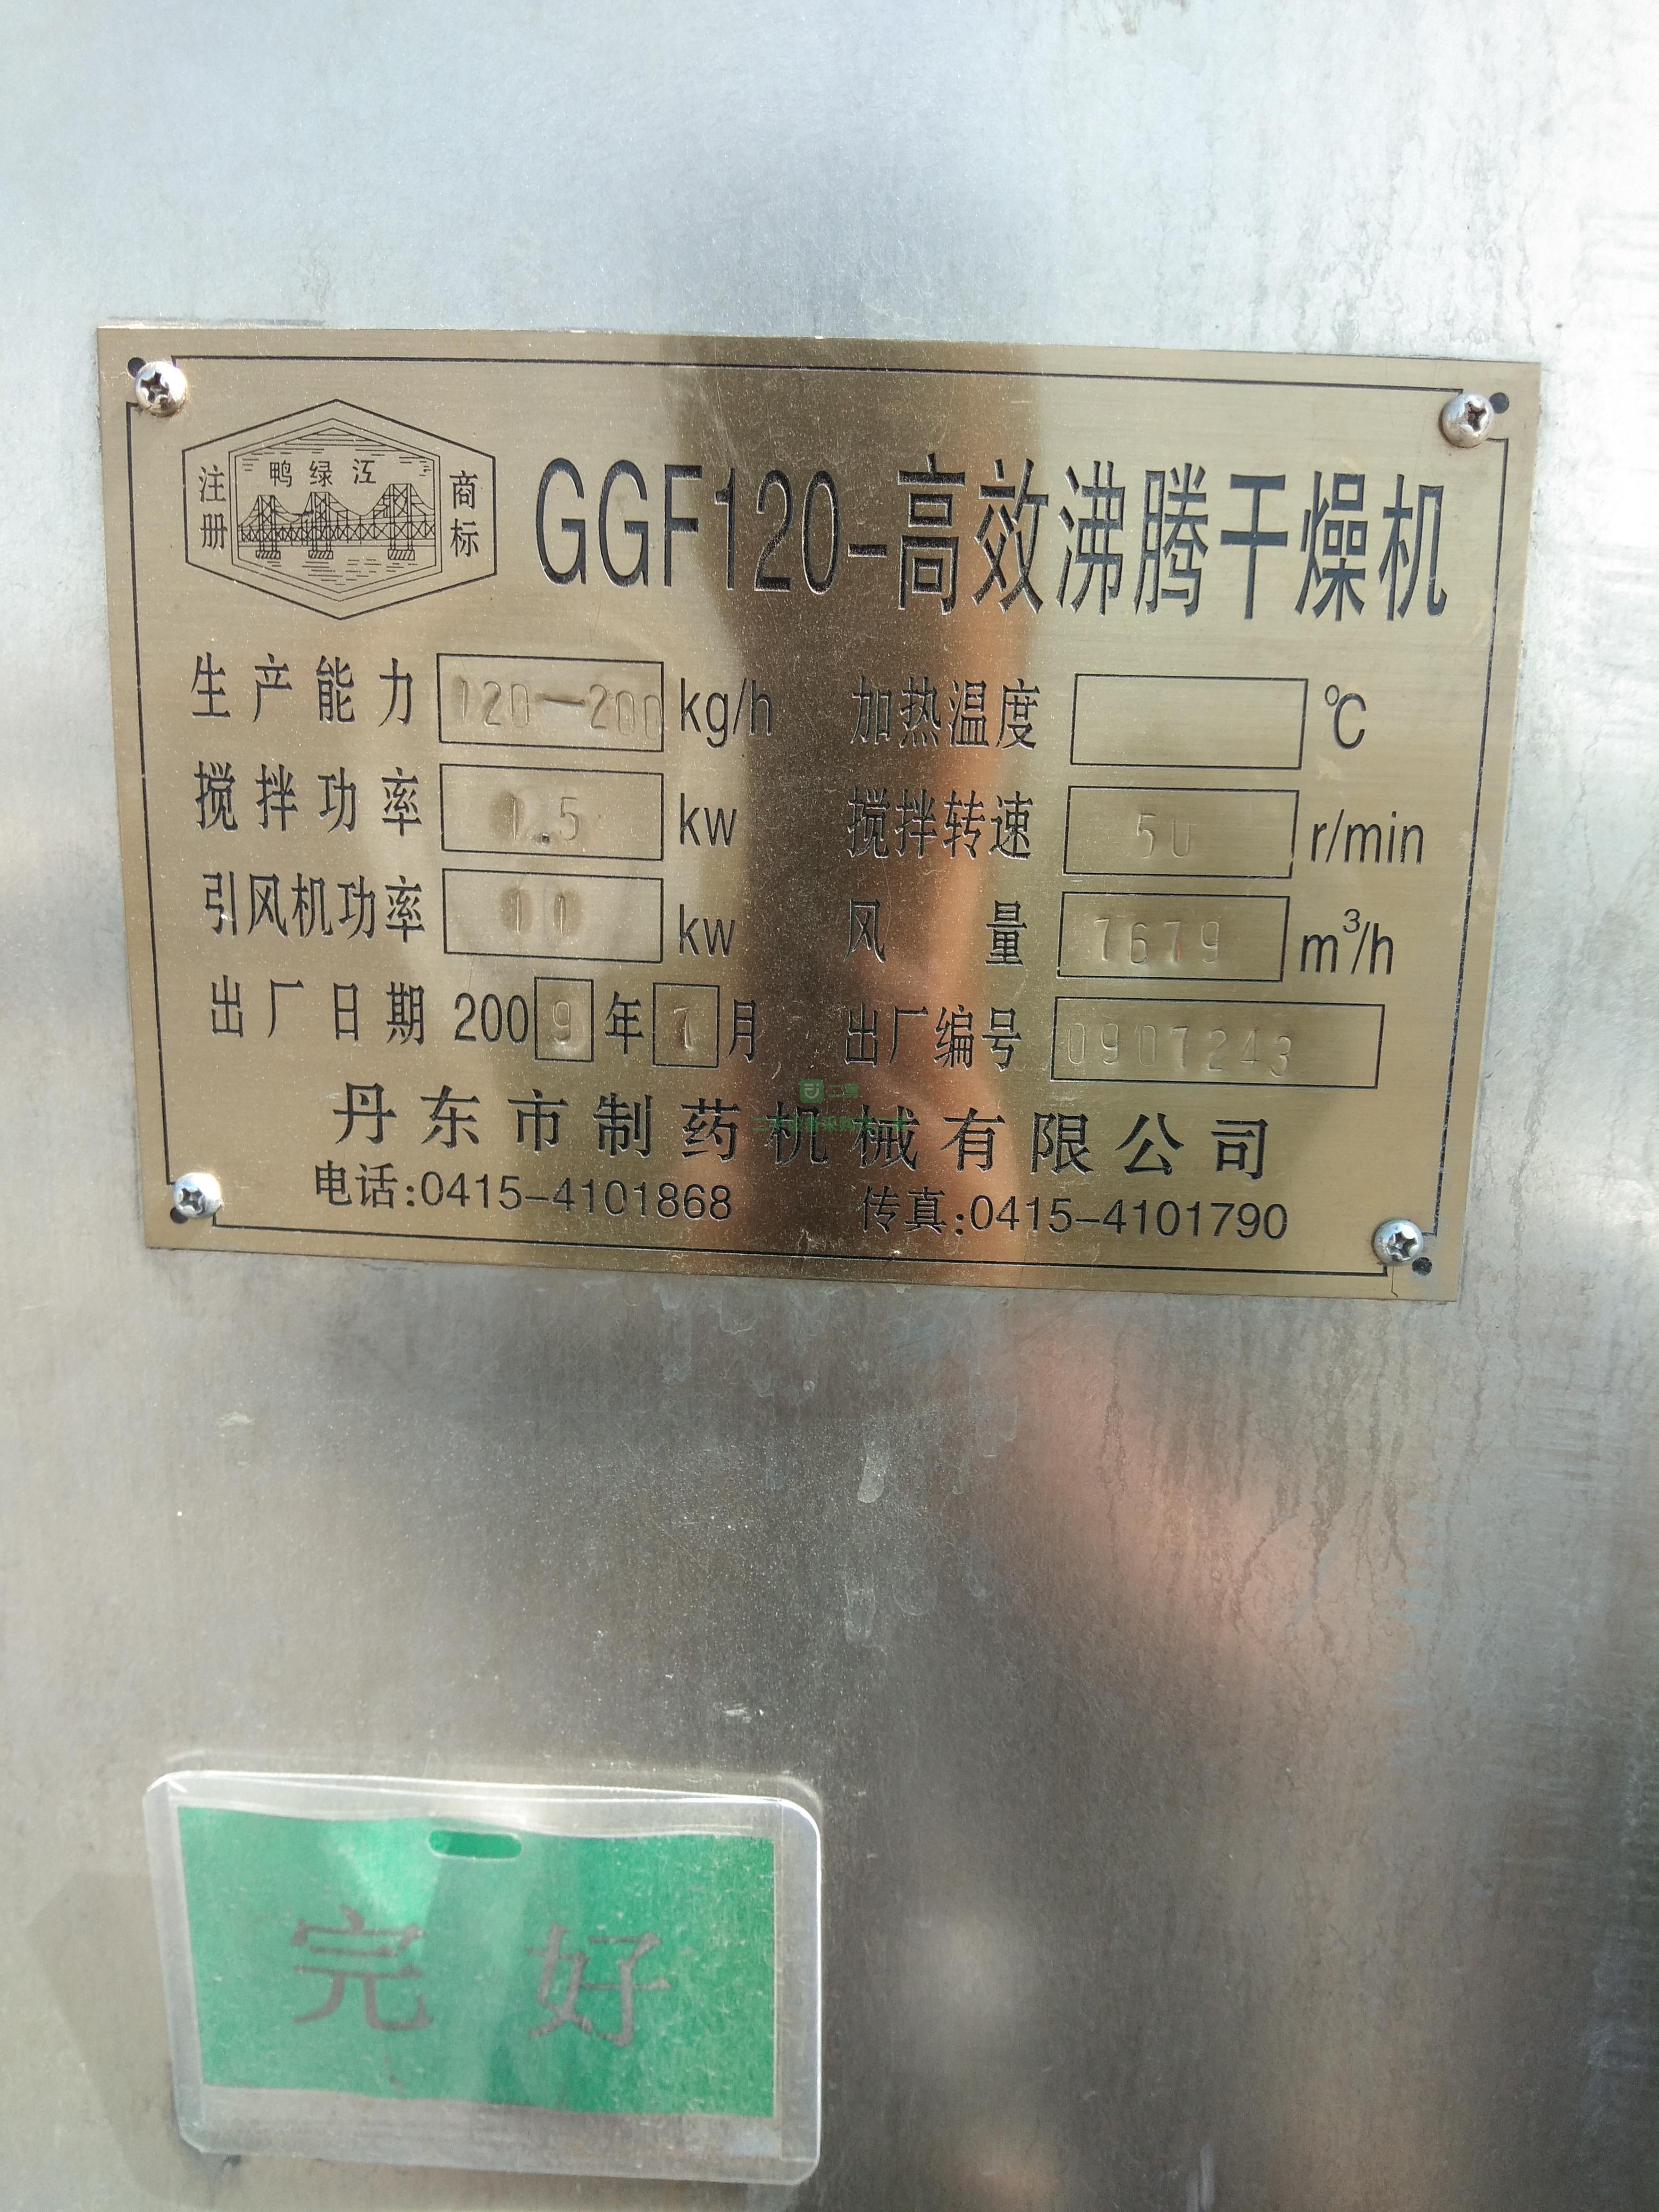 注册 鸭绿江 商标
GGF120-高效沸腾干燥机
生产能力 120—200 kg/h 加热温度 ℃
搅拌功率 1.5 kw 搅拌转速 50 r/min
引风机功率 11 kw 风量 7679 m³/h
出厂日期 2009年7月 出厂编号 0907243
丹东市制药机械有限公司
电话:0415-4101868 传真:0415-4101790
完好